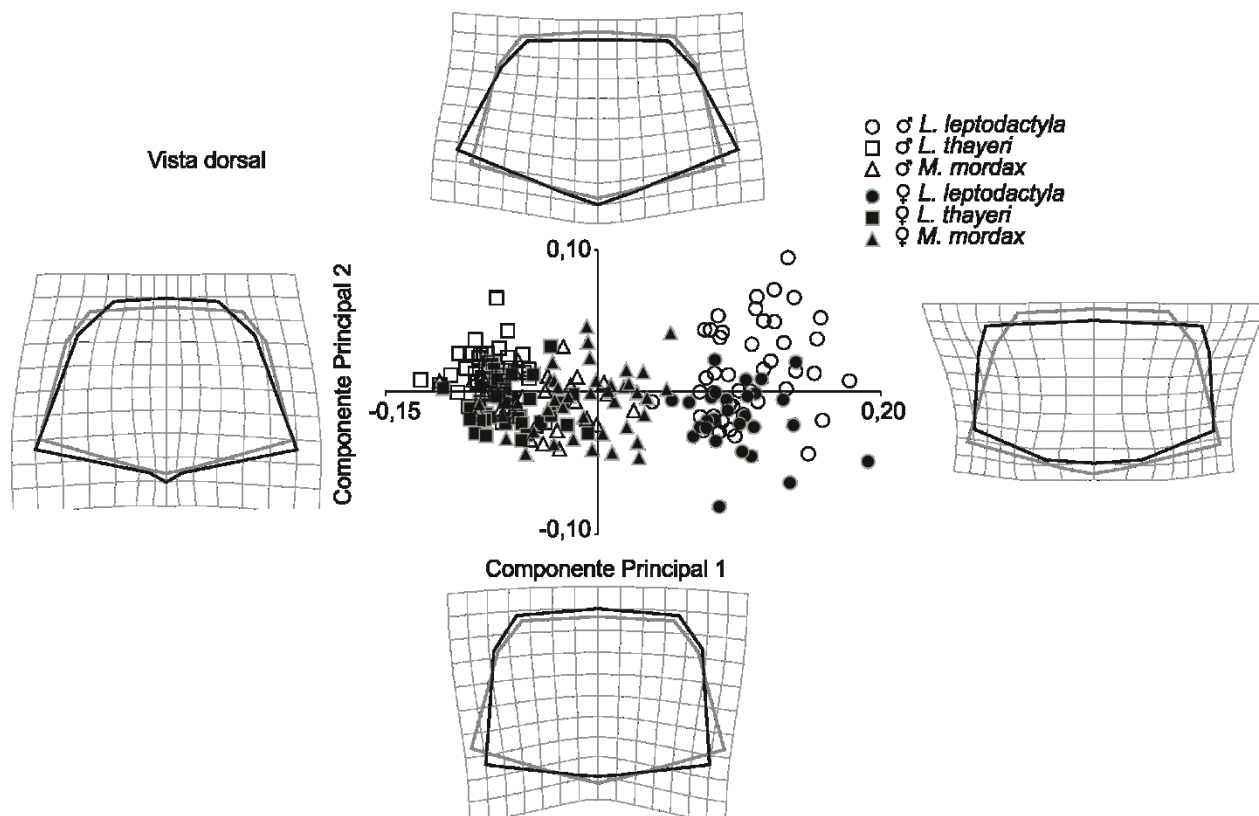 Vista dorsal
♂ L. leptodactyla
♂ L. thayeri
♂ M. mordax
♀ L. leptodactyla
♀ L. thayeri
♀ M. mordax
0,10
Componente Principal 2
-0,15
0,20
-0,10
Componente Principal 1